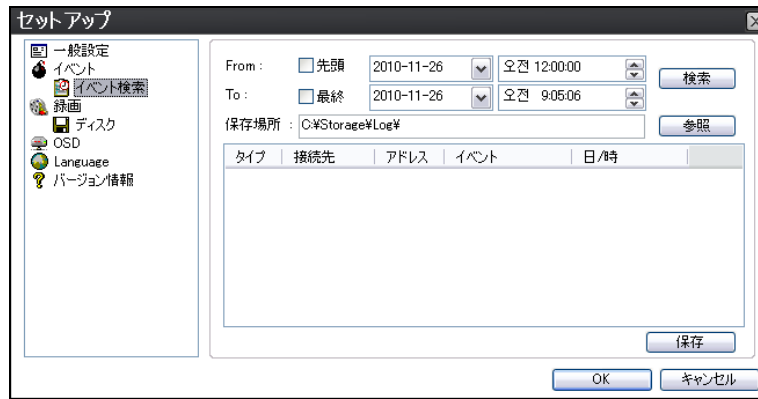 セットアップ
一般設定
イベント
イベント検索
録画
ディスク
OSD
Language
バージョン情報
From : 先頭 2010-11-26 오전 12:00:00 検索
To : 最終 2010-11-26 오전 9:05:06
保存場所 : C:¥Storage¥Log¥ 参照
タイプ 接続先 アドレス イベント 日/時
保存
OK キャンセル